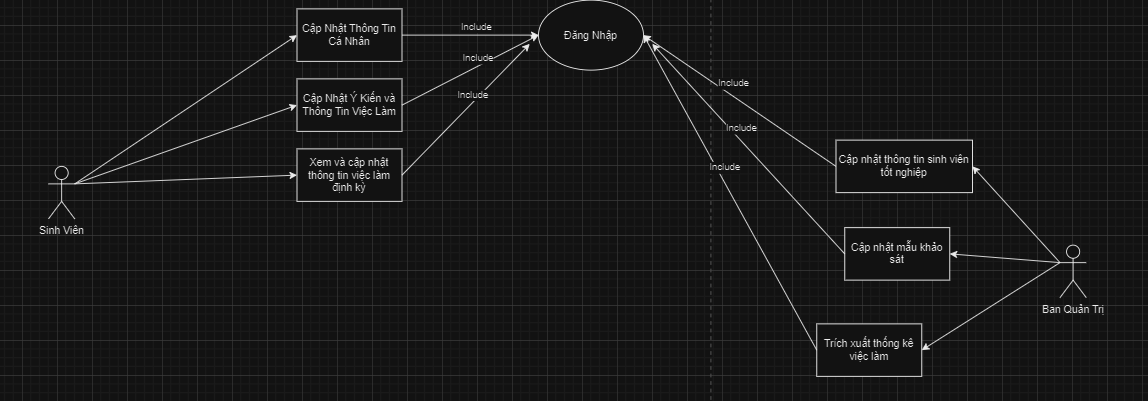 Cập Nhật Thông Tin
Cá Nhân
Include
Đăng Nhập
Include
Cập Nhật Ý Kiến và
Thông Tin Việc Làm
Include
Include
Include
Xem và cập nhật
thông tin việc làm
định kỳ
Cập nhật thông tin sinh viên
tốt nghiệp
Include
Sinh Viên
Cập nhật mẫu khảo
sát
Ban Quản Trị
Trích xuất thống kê
việc làm